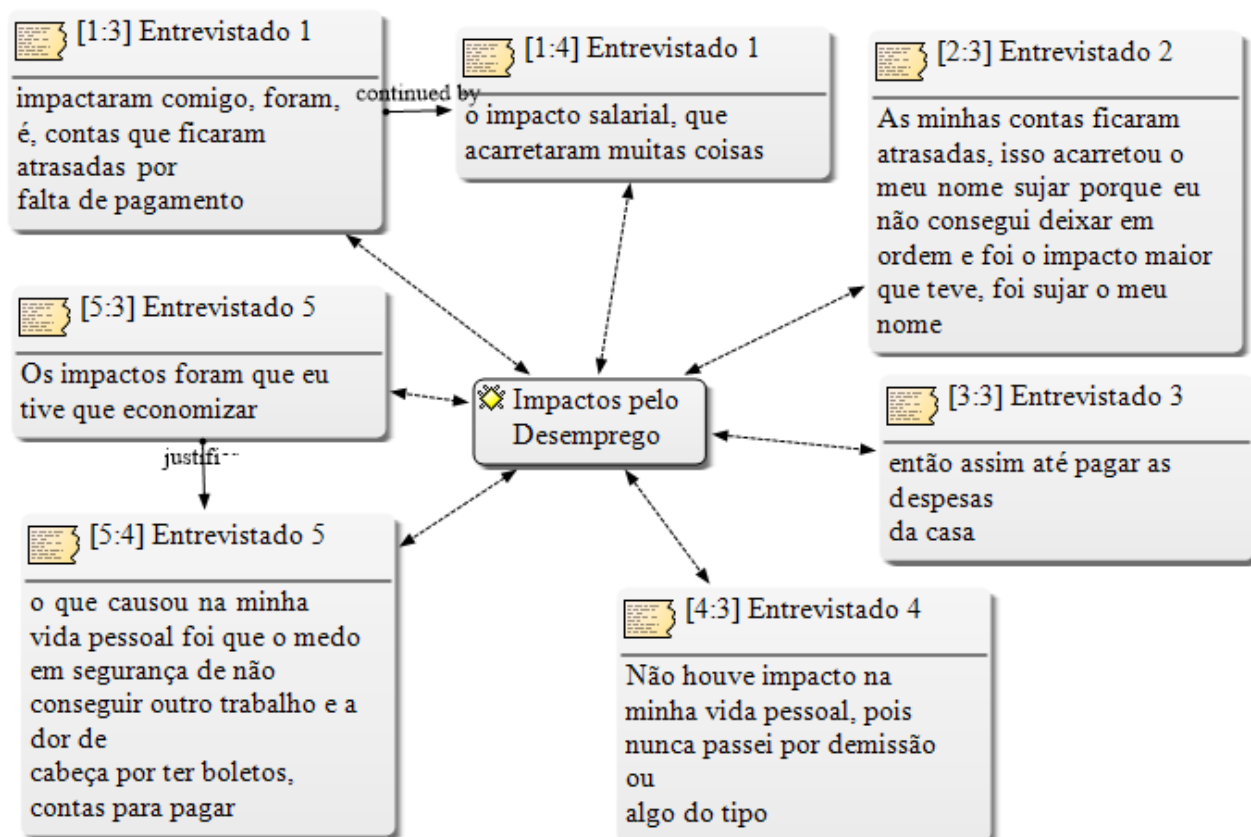 [1:3] Entrevistado 1
impactaram comigo, foram,
é, contas que ficaram
atrasadas por
falta de pagamento
continued by
[1:4] Entrevistado 1
o impacto salarial, que
acarretaram muitas coisas
[2:3] Entrevistado 2
As minhas contas ficaram
atrasadas, isso acarretou o
meu nome sujar porque eu
não consegui deixar em
ordem e foi o impacto maior
que teve, foi sujar o meu
nome
[5:3] Entrevistado 5
Os impactos foram que eu
tive que economizar
justifi--
Impactos pelo
Desemprego
[3:3] Entrevistado 3
então assim até pagar as
despesas
da casa
[5:4] Entrevistado 5
o que causou na minha
vida pessoal foi que o medo
em segurança de não
conseguir outro trabalho e a
dor de
cabeça por ter boletos,
contas para pagar
[4:3] Entrevistado 4
Não houve impacto na
minha vida pessoal, pois
nunca passei por demissão
ou
algo do tipo